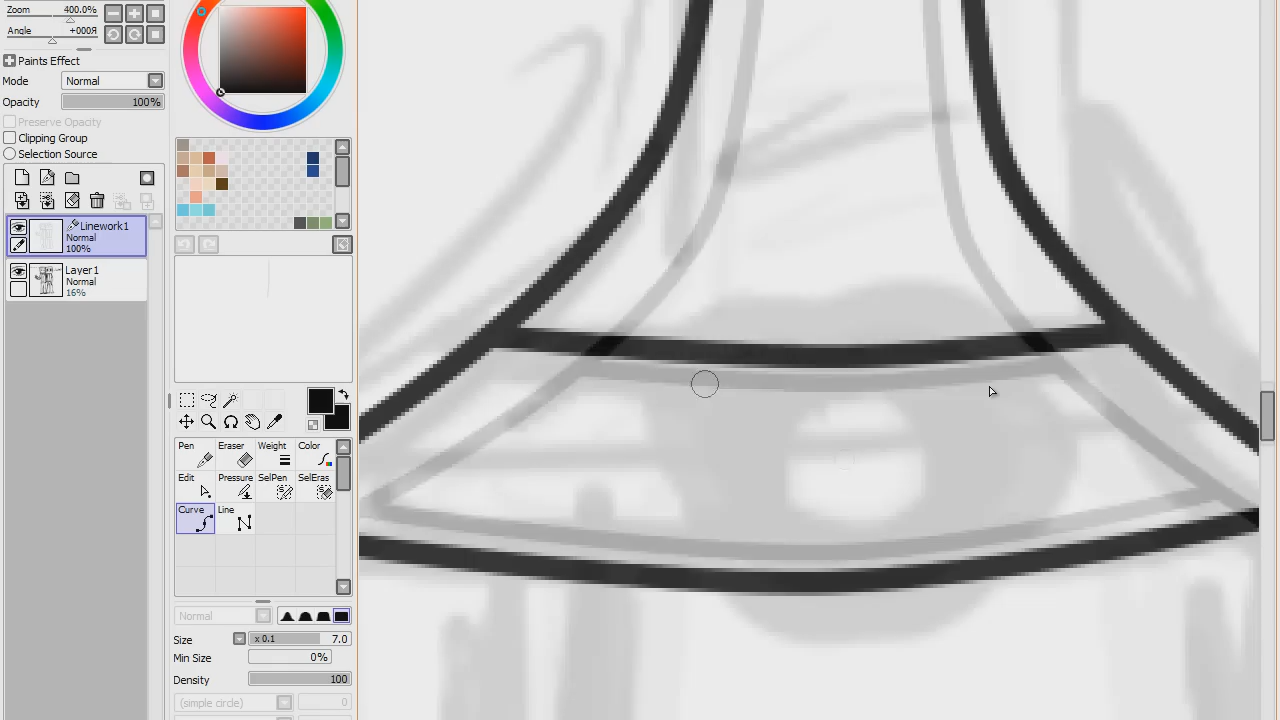 Zoom 400.0%
Angle +000Я
Paints Effect
Mode Normal
Opacity 100%
Preserve Opacity
Clipping Group
Selection Source
Linework1
Normal
100%
Layer1
Normal
16%
Pen Eraser Weight Color
Edit Pressure SelPen SelEras
Curve Line
Normal
Size x 0.1 7.0
Min Size 0%
Density 100
(simple circle) 0